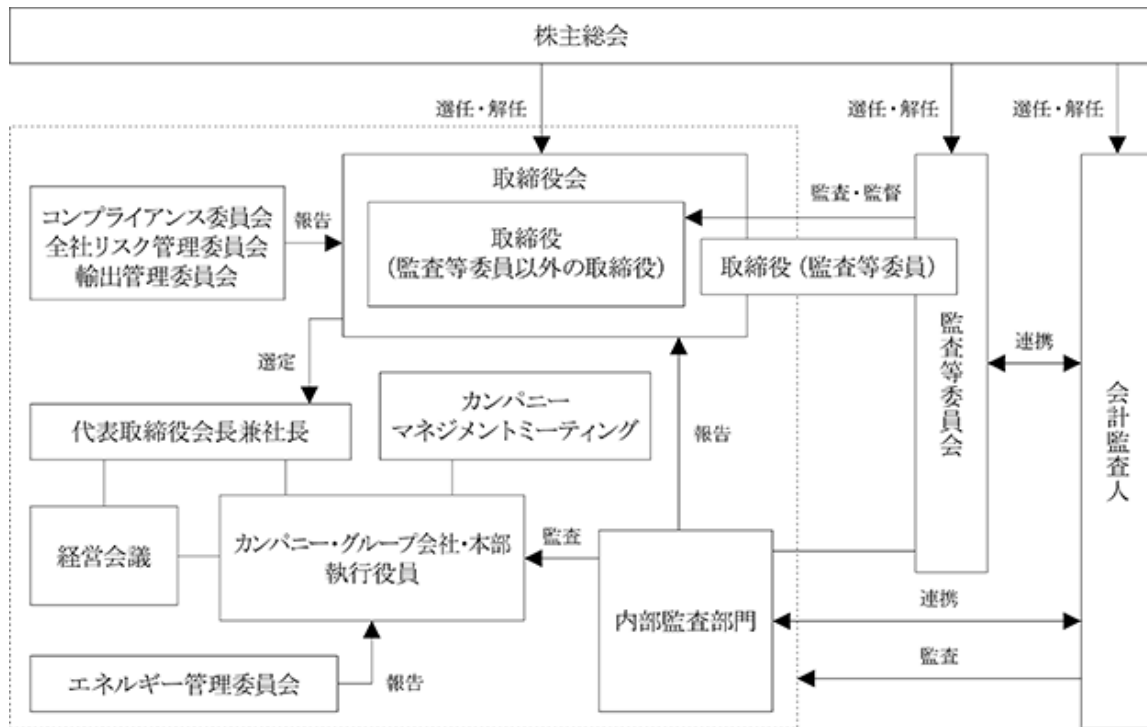 株主総会
選任・解任
選任・解任
選任・解任
取締役会
コンプライアンス委員会
全社リスク管理委員会
輸出管理委員会
報告
取締役
(監査等委員以外の取締役)
監査・監督
取締役(監査等委員)
監査等委員会
連携
会計監査人
選定
代表取締役会長兼社長
カンパニー
マネジメントミーティング
報告
経営会議
カンパニー・グループ会社・本部
執行役員
監査
内部監査部門
連携
監査
エネルギー管理委員会
報告